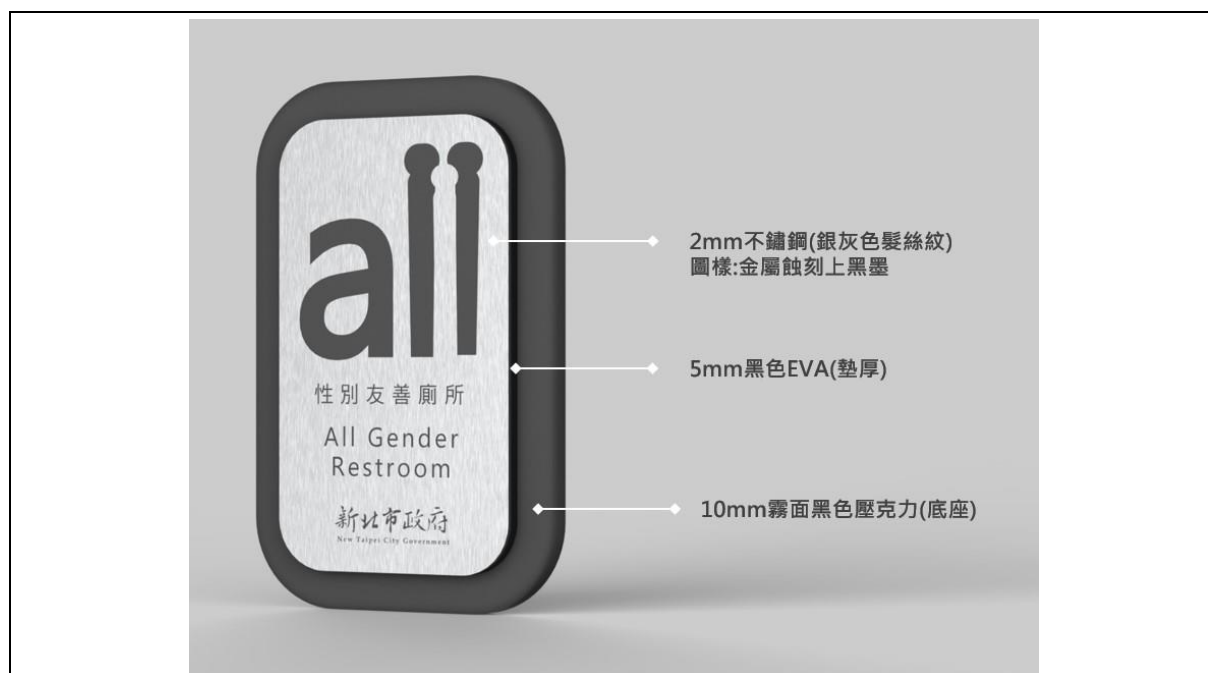 all
性別友善廁所
All Gender
Restroom
新北市政府
New Taipei City Government
2mm不鏽鋼(銀灰色髮絲紋)
圖樣:金屬蝕刻上黑墨
5mm黑色EVA(墊厚)
10mm霧面黑色壓克力(底座)